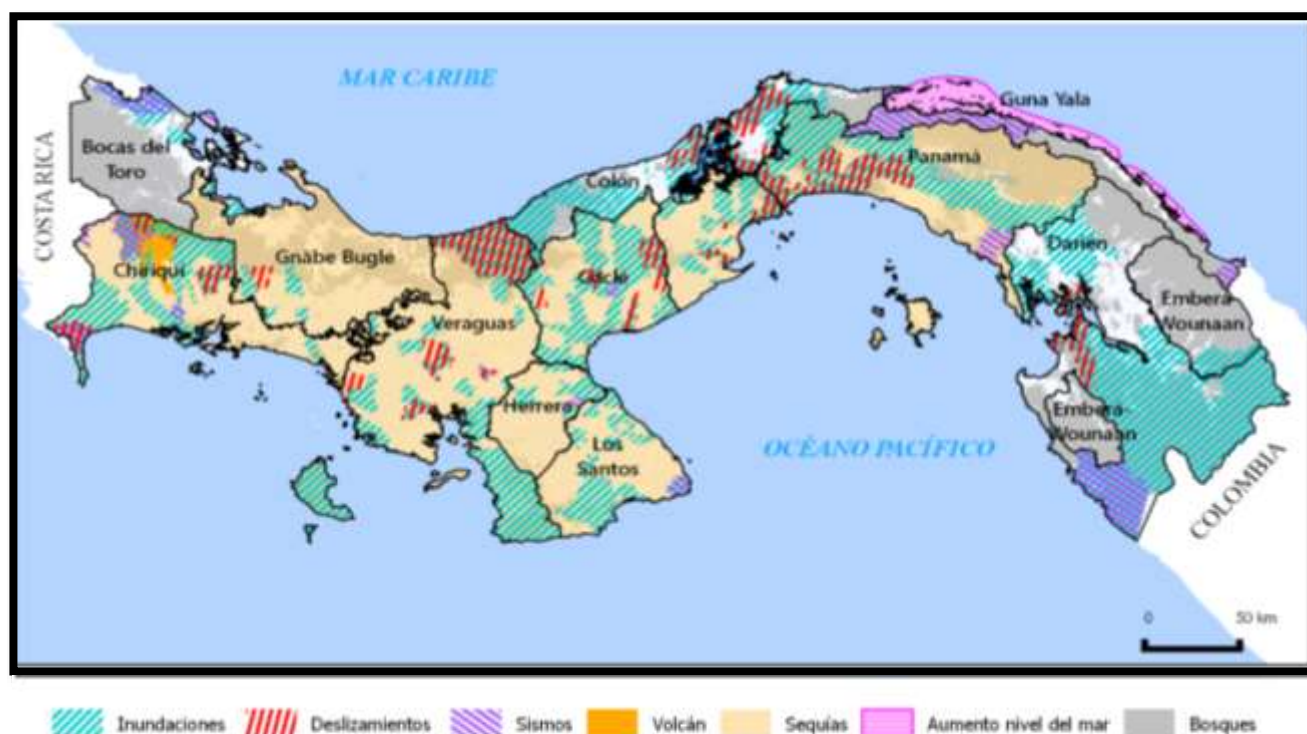 MAR CARIBE
Guna Yala
Bocas del
Toro
Panamá
Colón
COSTA RICA
Chiriquí
Gnäbe Bugle
Coclé
Darién
Emberá
Wounaan
Veraguas
Herrera
Emberá-
Wounaan
Los
Santos
OCÉANO PACÍFICO
COLOMBIA
0 50 km
Inundaciones Deslizamientos Sismos Volcán Sequías Aumento nivel del mar Bosques